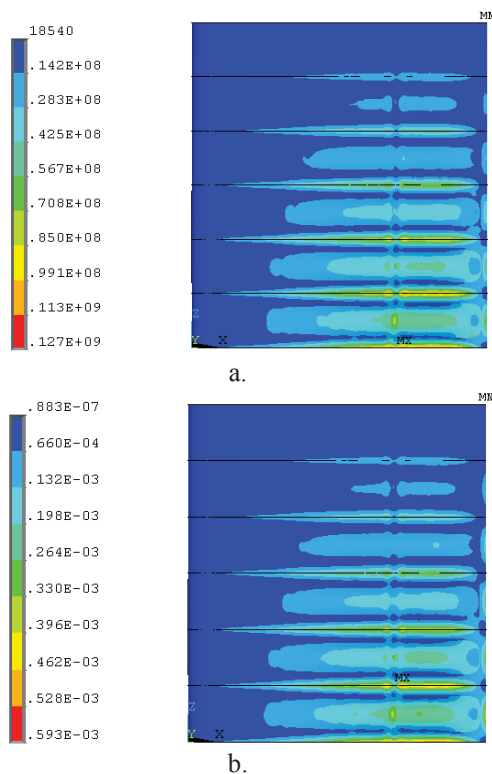 MN
18540
.142E+08
.283E+08
.425E+08
.567E+08
.708E+08
.850E+08
.991E+08
.113E+09
.127E+09
Z
Y X
MX
a.
MN
.883E-07
.660E-04
.132E-03
.198E-03
.264E-03
.330E-03
.396E-03
.462E-03
.528E-03
.593E-03
MX
Z
Y X
b.